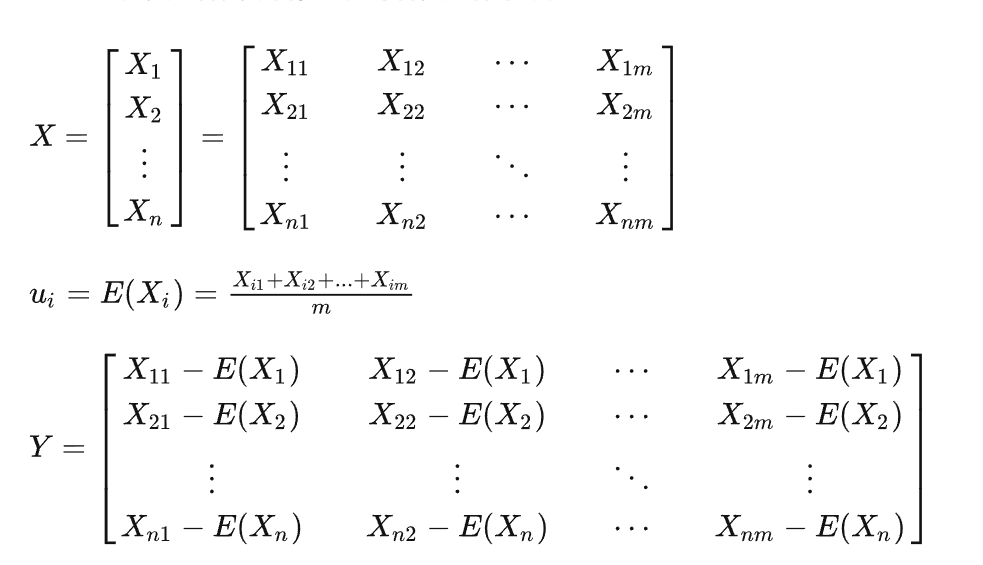 X = [X_1 X_2 ⋮ X_n] = [X_11 X_12 ⋯ X_1m
X_21 X_22 ⋯ X_2m
⋮ ⋮ ⋱ ⋮
X_n1 X_n2 ⋯ X_nm]
u_i = E(X_i) = (X_i1+X_i2+...+X_im)/m
Y = [X_11 − E(X_1) X_12 − E(X_1) ⋯ X_1m − E(X_1)
X_21 − E(X_2) X_22 − E(X_2) ⋯ X_2m − E(X_2)
⋮ ⋮ ⋱ ⋮
X_n1 − E(X_n) X_n2 − E(X_n) ⋯ X_nm − E(X_n)]